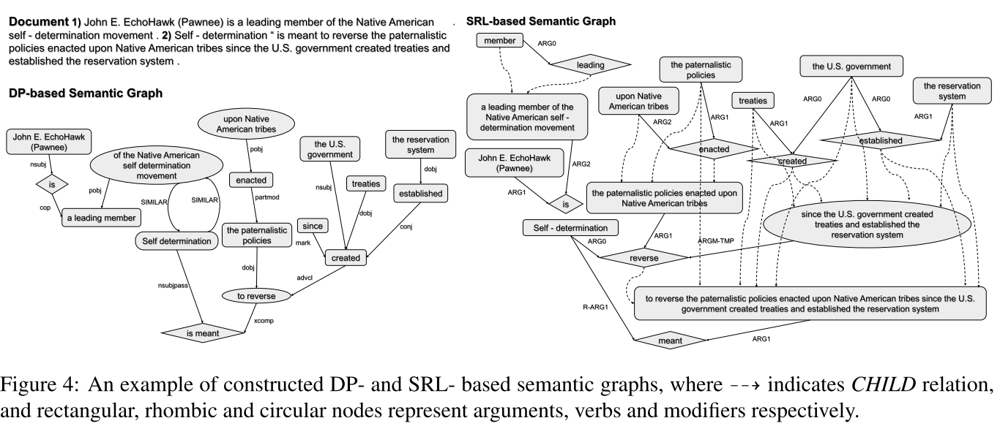 Document 1) John E. EchoHawk (Pawnee) is a leading member of the Native American
self - determination movement . 2) Self - determination “ is meant to reverse the paternalistic
policies enacted upon Native American tribes since the U.S. government created treaties and
established the reservation system .
DP-based Semantic Graph
upon Native
American tribes
John E. EchoHawk
(Pawnee)
of the Native American
self determination
movement
the U.S.
government
the reservation
system
nsubj
pobj
is
enacted
treaties
pobj
SIMILAR
SIMILAR
nsubj
dobj
established
cop
a leading member
partmod
dobj
since
the paternalistic
policies
conj
Self determination
mark
created
dobj
advcl
nsubjpass
to reverse
xcomp
is meant
.
SRL-based Semantic Graph
member
ARG0
leading
the paternalistic
policies
the U.S. government
upon Native
American tribes
treaties
the reservation
system
a leading member of the
Native American self -
determination movement
ARG2
ARG1
ARG1
ARG0
ARG0
ARG1
established
enacted
created
John E. EchoHawk
(Pawnee)
ARG2
ARG1
is
the paternalistic policies enacted upon
Native American tribes
since the U.S. government created
treaties and established the
reservation system
Self - determination
ARG0
ARG1
ARGM-TMP
reverse
to reverse the paternalistic policies enacted upon Native American tribes since the U.S.
government created treaties and established the reservation system
R-ARG1
meant
ARG1
Figure 4: An example of constructed DP- and SRL- based semantic graphs, where --→ indicates CHILD relation,
and rectangular, rhombic and circular nodes represent arguments, verbs and modifiers respectively.